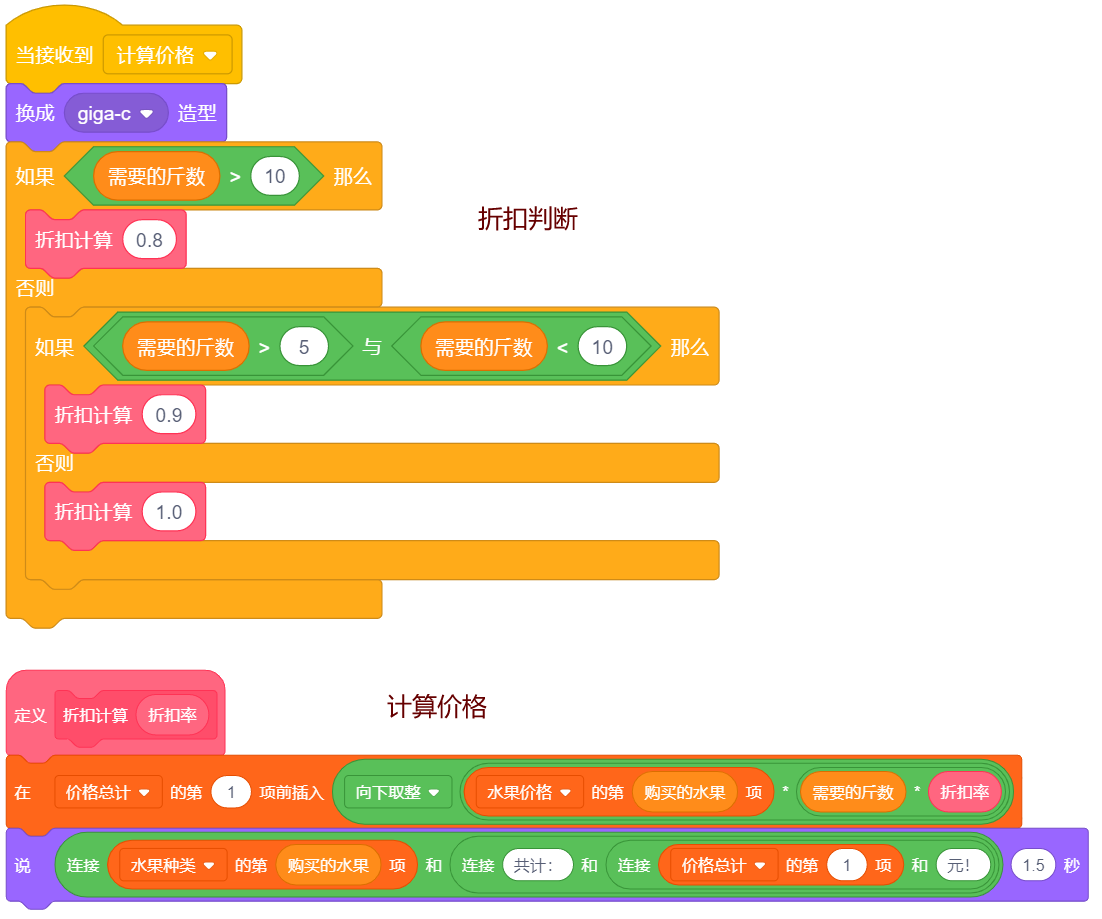 当接收到 计算价格
换成 giga-c 造型
如果 需要的斤数 > 10 那么
折扣判断
折扣计算 0.8
否则
如果 需要的斤数 > 5 与 需要的斤数 < 10 那么
折扣计算 0.9
否则
折扣计算 1.0
定义 折扣计算 折扣率
计算价格
在 价格总计 的第 1 项前插入 向下取整 水果价格 的第 购买的水果 项 * 需要的斤数 * 折扣率
说 连接 水果种类 的第 购买的水果 项 和 连接 共计： 和 连接 价格总计 的第 1 项 和 元！ 1.5 秒